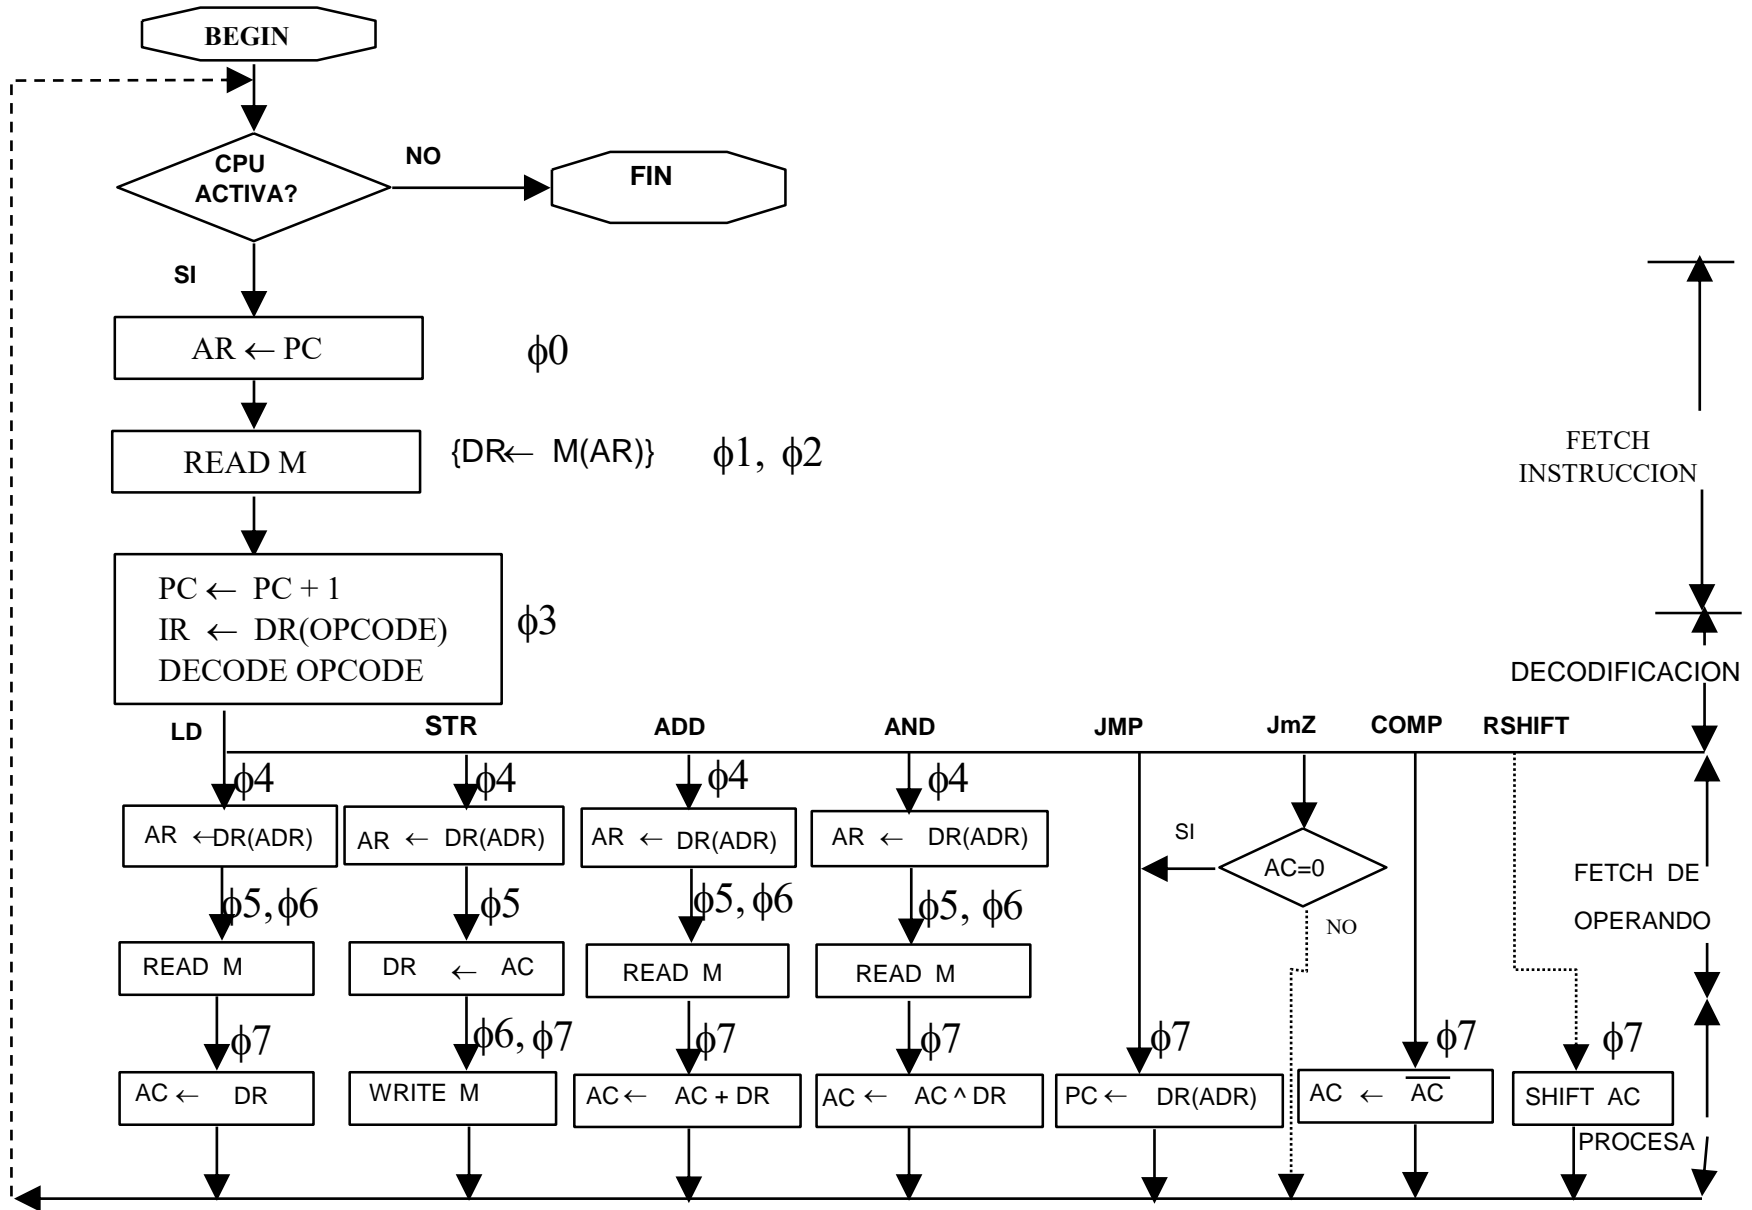 BEGIN
CPU
ACTIVA?
NO
FIN
SI
AR ← PC
ϕ0
READ M
{DR← M(AR)}
ϕ1, ϕ2
FETCH
INSTRUCCION
PC ← PC + 1
IR ← DR(OPCODE)
DECODE OPCODE
ϕ3
DECODIFICACION
LD STR ADD AND JMP JmZ COMP RSHIFT
ϕ4 ϕ4 ϕ4 ϕ4
AR ←DR(ADR)
AR ← DR(ADR)
AR ← DR(ADR)
AR ← DR(ADR)
SI
AC=0
NO
FETCH DE
OPERANDO
ϕ5, ϕ6 ϕ5 ϕ5, ϕ6 ϕ5, ϕ6
READ M
DR ← AC
READ M
READ M
ϕ7 ϕ6, ϕ7 ϕ7 ϕ7 ϕ7 ϕ7 ϕ7
AC ← DR
WRITE M
AC ← AC + DR
AC ← AC ^ DR
PC ← DR(ADR)
AC ← A̅C̅
SHIFT AC
PROCESA